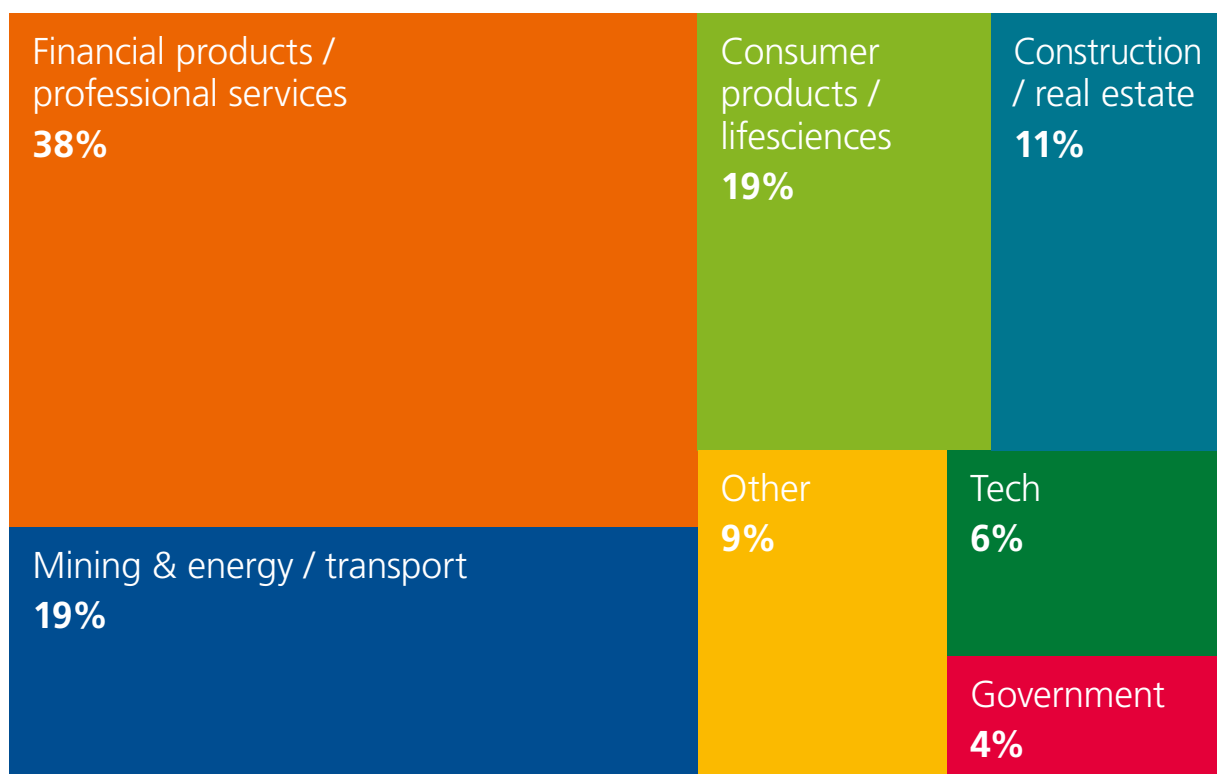 Financial products /
professional services
38%
Consumer
products /
lifesciences
19%
Construction
/ real estate
11%
Mining & energy / transport
19%
Other
9%
Tech
6%
Government
4%